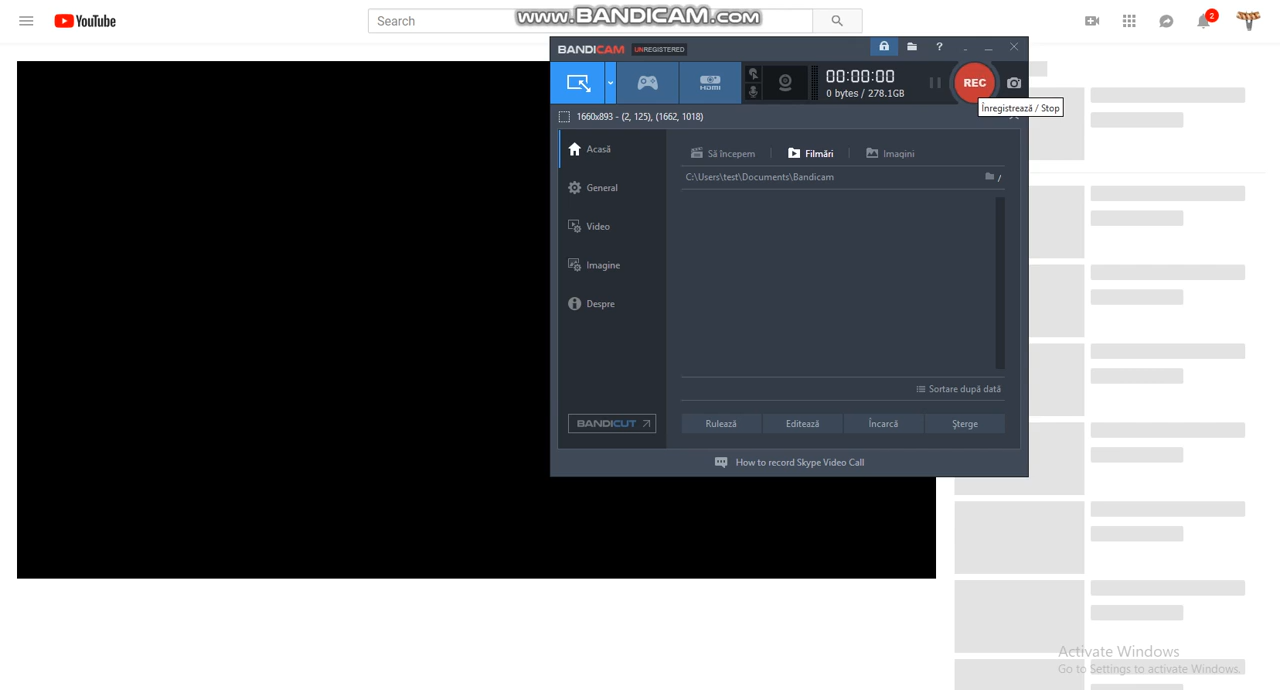 YouTube
Search
www.BANDICAM.com
2
BANDICAM UNREGISTERED
?
HDMI
00:00:00
0 bytes / 278.1GB
REC
Înregistrează / Stop
1660x893 - (2, 125), (1662, 1018)
Acasă
General
Video
Imagine
Despre
BANDICUT
Să începem
Filmări
Imagini
C:\Users\test\Documents\Bandicam
Sortare după dată
Rulează
Editează
Încarcă
Șterge
How to record Skype Video Call
Activate Windows
Go to Settings to activate Windows.